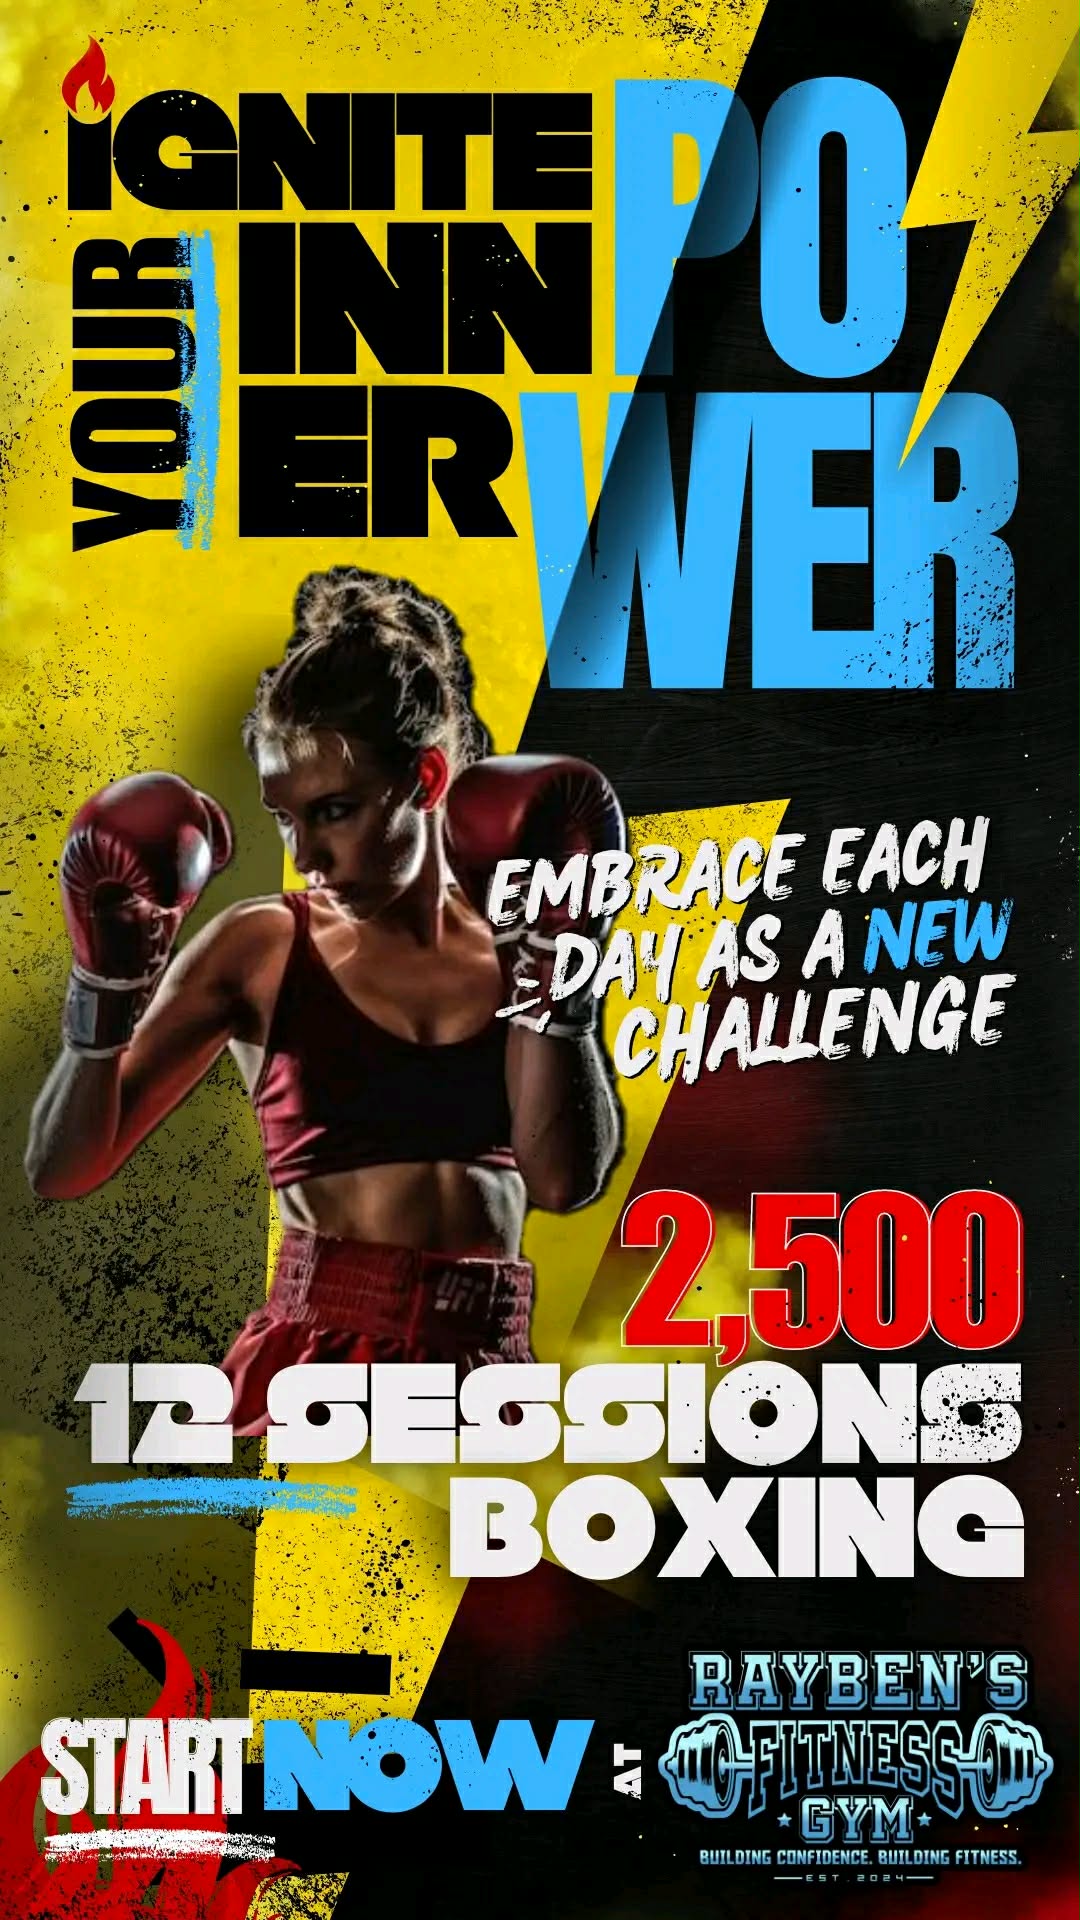 iGNITE
YOUR
INN
ER
PO
WER
EMBRACE EACH
DAY AS A NEW
CHALLENGE
UFC
2,500
12 SESSIONS
BOXING
START NOW
AT
RAYBEN'S
FITNESS
GYM
BUILDING CONFIDENCE. BUILDING FITNESS.
EST. 2024